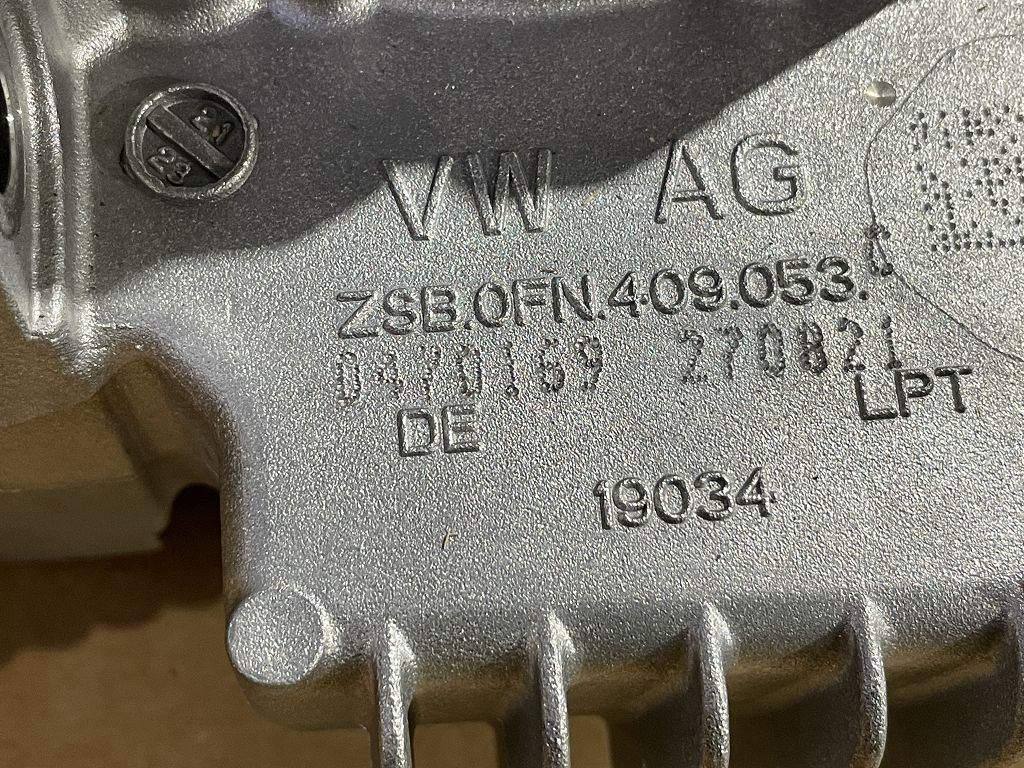 VW AG
ZSB.0FN.409.053.
0470169 270821
DE LPT
19034